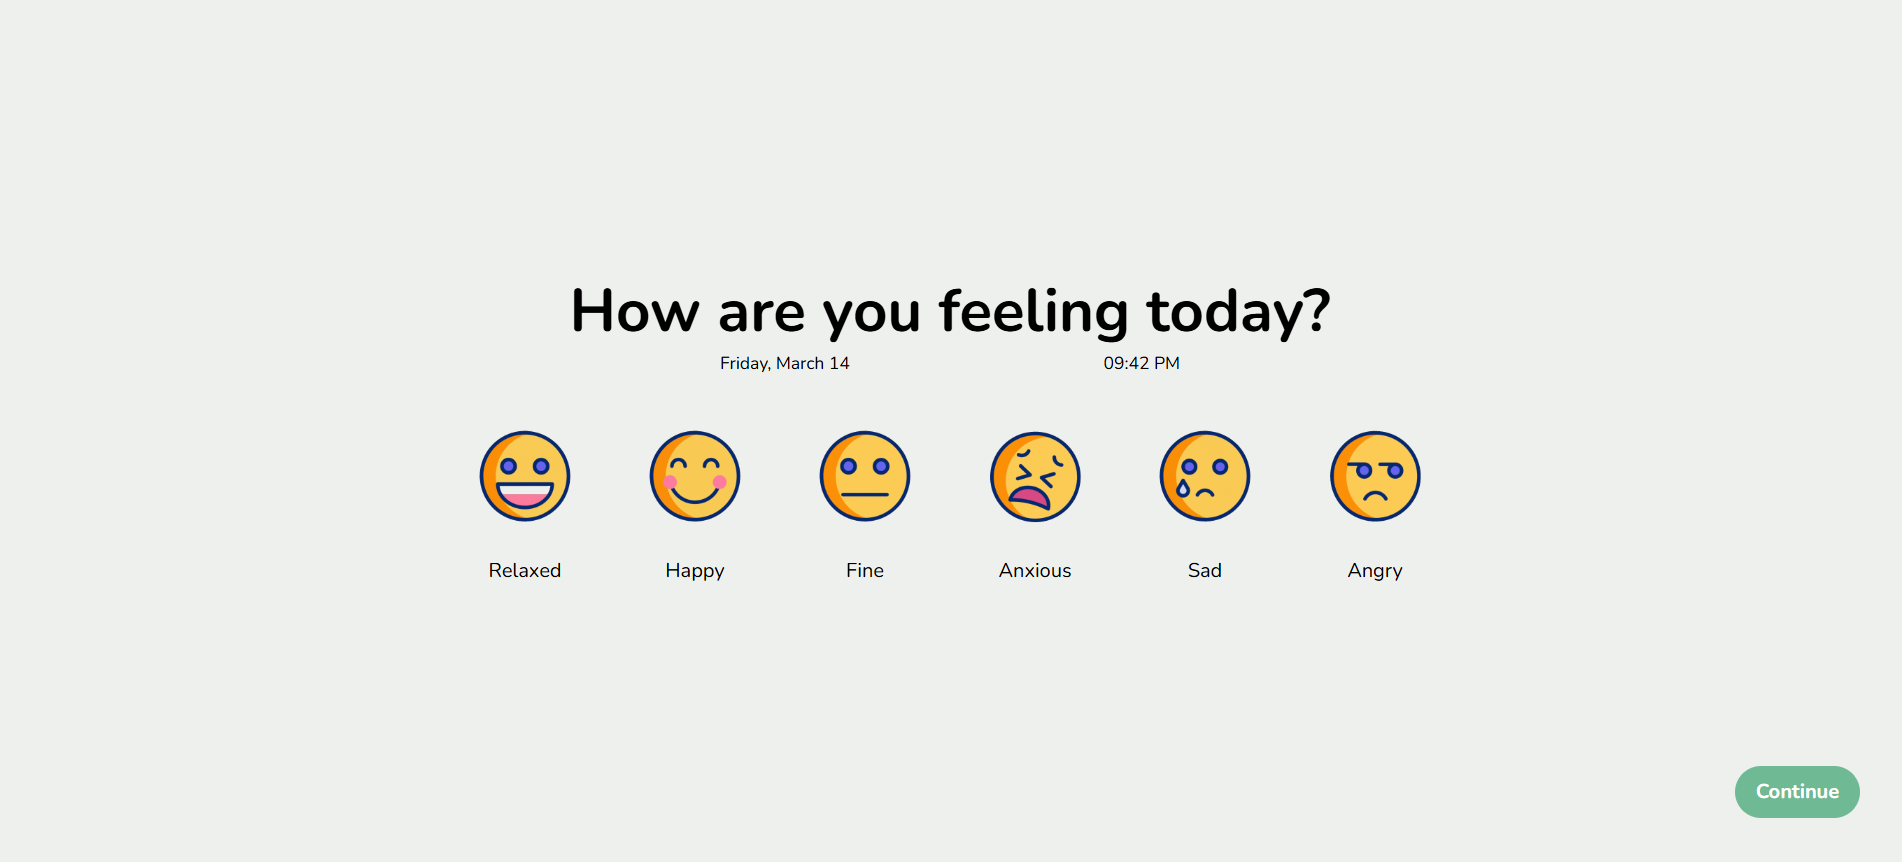 How are you feeling today?
Friday, March 14 09:42 PM
Relaxed Happy Fine Anxious Sad Angry
Continue